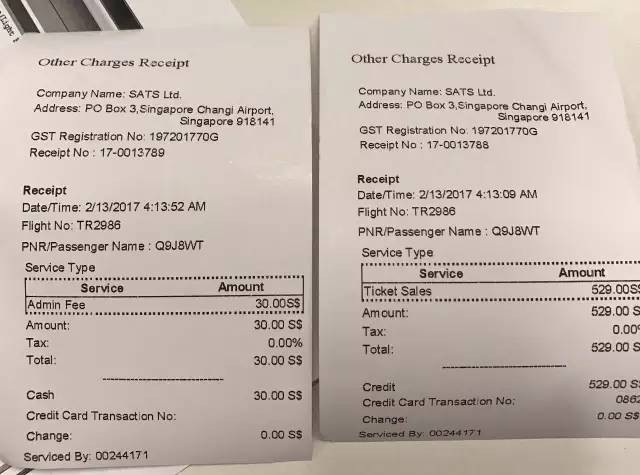 Other Charges Receipt
Company Name: SATS Ltd.
Address: PO Box 3,Singapore Changi Airport,
Singapore 918141
GST Registration No: 197201770G
Receipt No : 17-0013789
Receipt
Date/Time: 2/13/2017 4:13:52 AM
Flight No: TR2986
PNR/Passenger Name : Q9J8WT
Service Type
Service Amount
Admin Fee 30.00S$
Amount: 30.00 S$
Tax: 0.00%
Total: 30.00 S$
Cash 30.00 S$
Credit Card Transaction No:
Change: 0.00 S$
Serviced By: 00244171
Other Charges Receipt
Company Name: SATS Ltd.
Address: PO Box 3,Singapore Changi Airport,
Singapore 918141
GST Registration No: 197201770G
Receipt No : 17-0013788
Receipt
Date/Time: 2/13/2017 4:13:09 AM
Flight No: TR2986
PNR/Passenger Name : Q9J8WT
Service Type
Service Amount
Ticket Sales 529.00S$
Amount: 529.00 S
Tax: 0.00%
Total: 529.00 S
Credit 529.00 S
Credit Card Transaction No: 0862
Change: 0.00 S$
Serviced By: 00244171